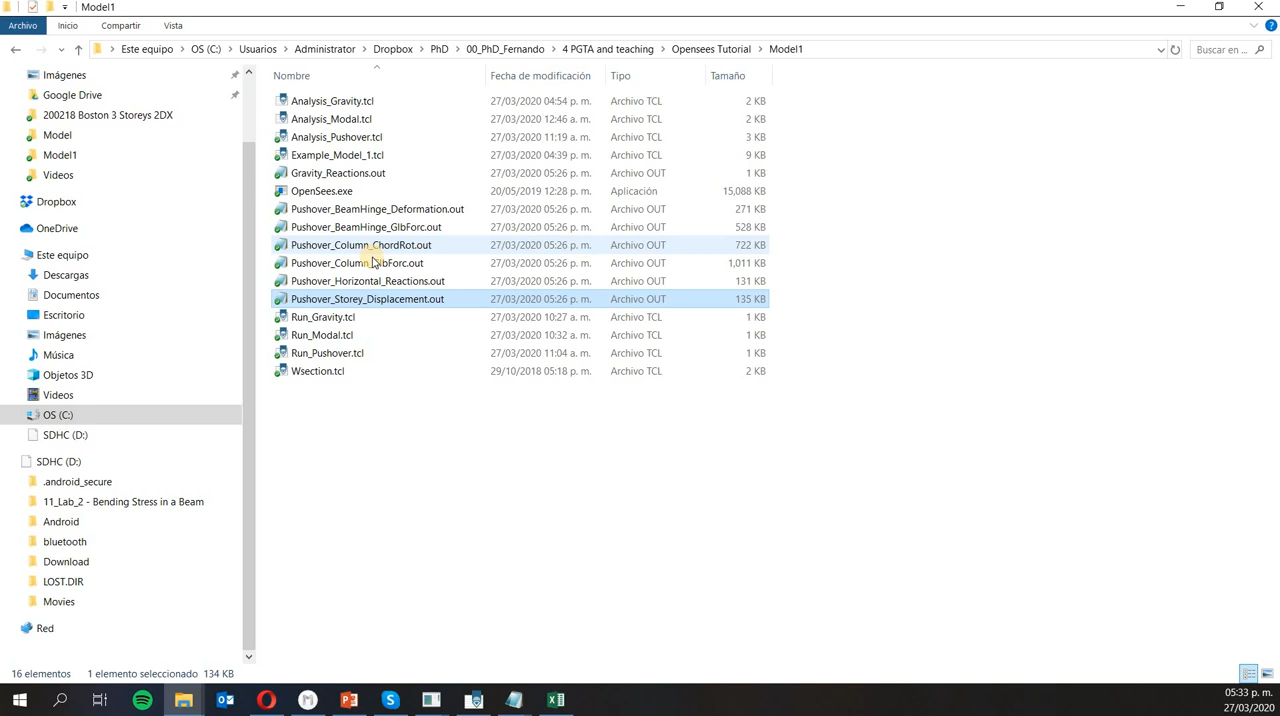 Model1
Archivo Inicio Compartir Vista
Este equipo > OS (C:) > Usuarios > Administrator > Dropbox > PhD > 00_PhD_Fernando > 4 PGTA and teaching > Opensees Tutorial > Model1
Buscar en ...
Nombre Fecha de modificación Tipo Tamaño
Imágenes
Google Drive
200218 Boston 3 Storeys 2DX
Model
Model1
Videos
Dropbox
OneDrive
Este equipo
Descargas
Documentos
Escritorio
Imágenes
Música
Objetos 3D
Videos
OS (C:)
SDHC (D:)
SDHC (D:)
.android_secure
11_Lab_2 - Bending Stress in a Beam
Android
bluetooth
Download
LOST.DIR
Movies
Red
Analysis_Gravity.tcl 27/03/2020 04:54 p. m. Archivo TCL 2 KB
Analysis_Modal.tcl 27/03/2020 12:46 a. m. Archivo TCL 2 KB
Analysis_Pushover.tcl 27/03/2020 11:19 a. m. Archivo TCL 3 KB
Example_Model_1.tcl 27/03/2020 04:39 p. m. Archivo TCL 9 KB
Gravity_Reactions.out 27/03/2020 05:26 p. m. Archivo OUT 1 KB
OpenSees.exe 20/05/2019 12:28 p. m. Aplicación 15,088 KB
Pushover_BeamHinge_Deformation.out 27/03/2020 05:26 p. m. Archivo OUT 271 KB
Pushover_BeamHinge_GlbForc.out 27/03/2020 05:26 p. m. Archivo OUT 528 KB
Pushover_Column_ChordRot.out 27/03/2020 05:26 p. m. Archivo OUT 722 KB
Pushover_Column_GlbForc.out 27/03/2020 05:26 p. m. Archivo OUT 1,011 KB
Pushover_Horizontal_Reactions.out 27/03/2020 05:26 p. m. Archivo OUT 131 KB
Pushover_Storey_Displacement.out 27/03/2020 05:26 p. m. Archivo OUT 135 KB
Run_Gravity.tcl 27/03/2020 10:27 a. m. Archivo TCL 1 KB
Run_Modal.tcl 27/03/2020 10:32 a. m. Archivo TCL 1 KB
Run_Pushover.tcl 27/03/2020 11:04 a. m. Archivo TCL 1 KB
Wsection.tcl 29/10/2018 05:18 p. m. Archivo TCL 2 KB
16 elementos 1 elemento seleccionado 134 KB
05:33 p. m.
27/03/2020